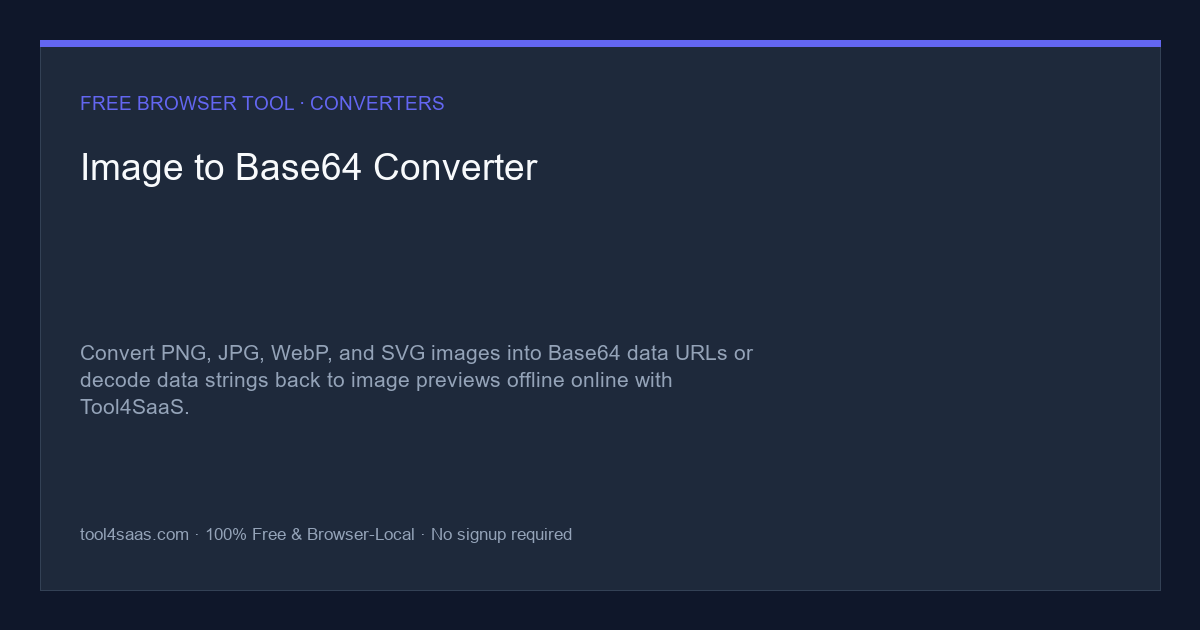 FREE BROWSER TOOL · CONVERTERS
Image to Base64 Converter
Convert PNG, JPG, WebP, and SVG images into Base64 data URLs or
decode data strings back to image previews offline online with
Tool4SaaS.
tool4saas.com · 100% Free & Browser-Local · No signup required